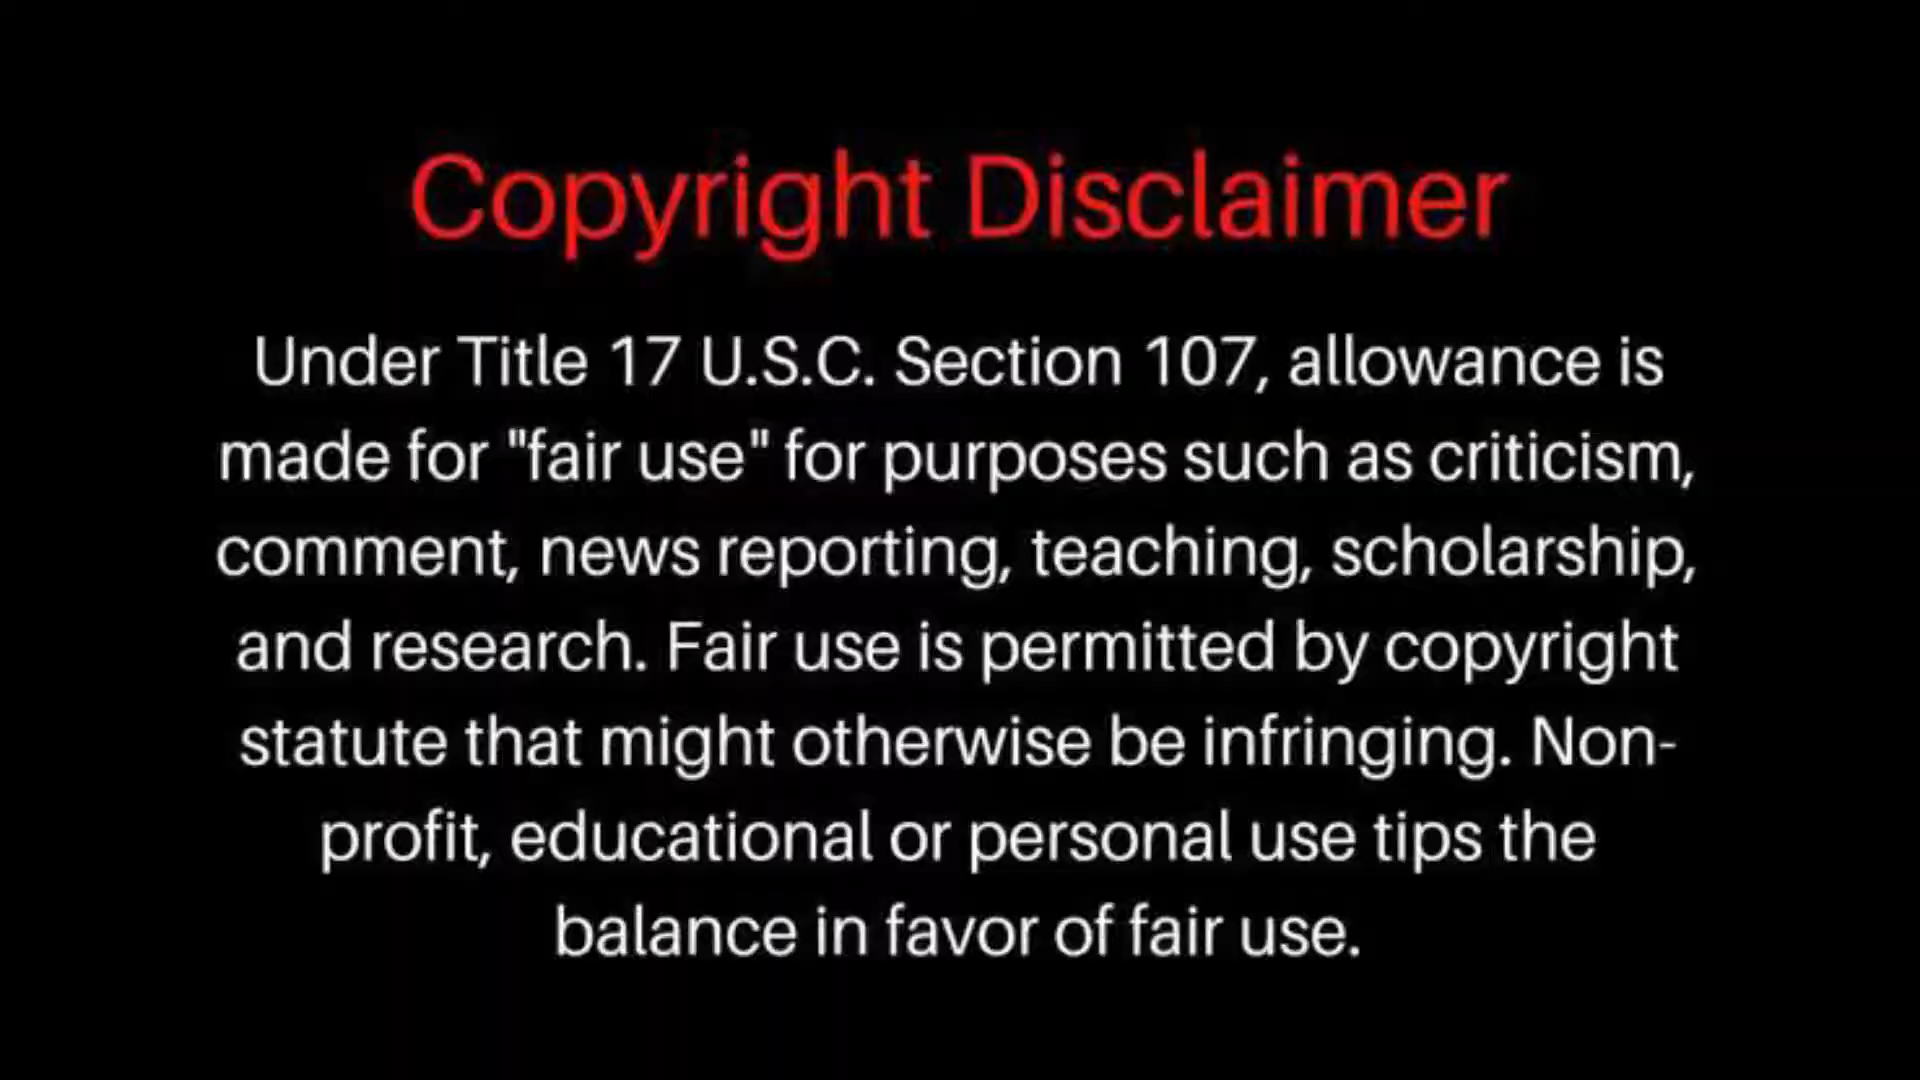 Copyright Disclaimer
Under Title 17 U.S.C. Section 107, allowance is
made for "fair use" for purposes such as criticism,
comment, news reporting, teaching, scholarship,
and research. Fair use is permitted by copyright
statute that might otherwise be infringing. Non-
profit, educational or personal use tips the
balance in favor of fair use.